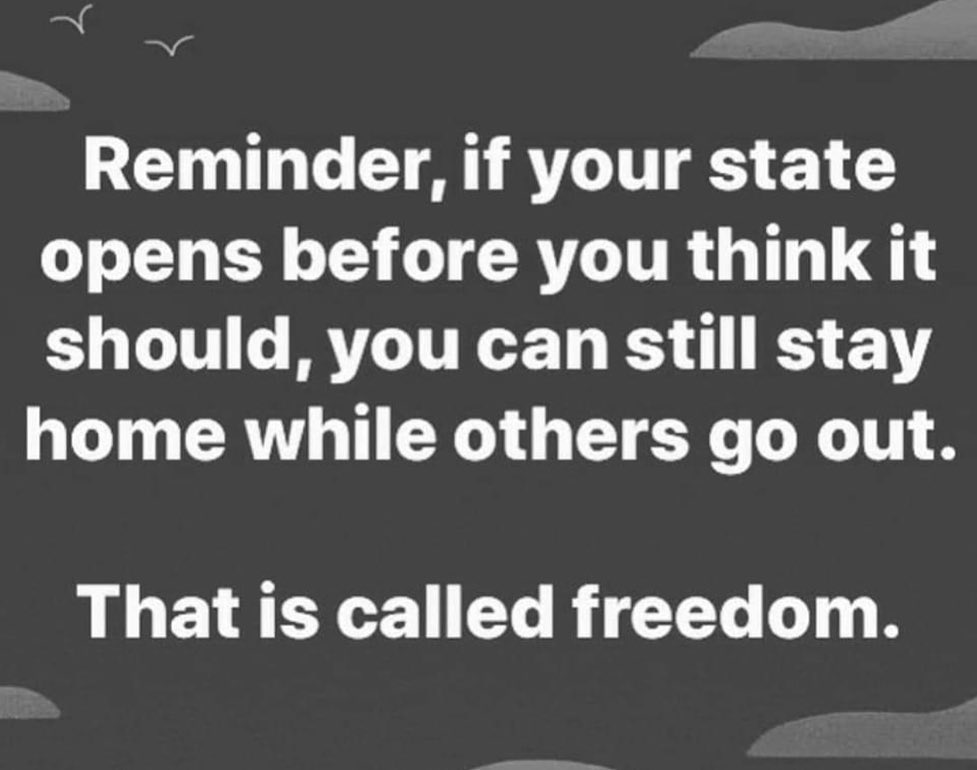 Reminder, if your state
opens before you think it
should, you can still stay
home while others go out.
That is called freedom.